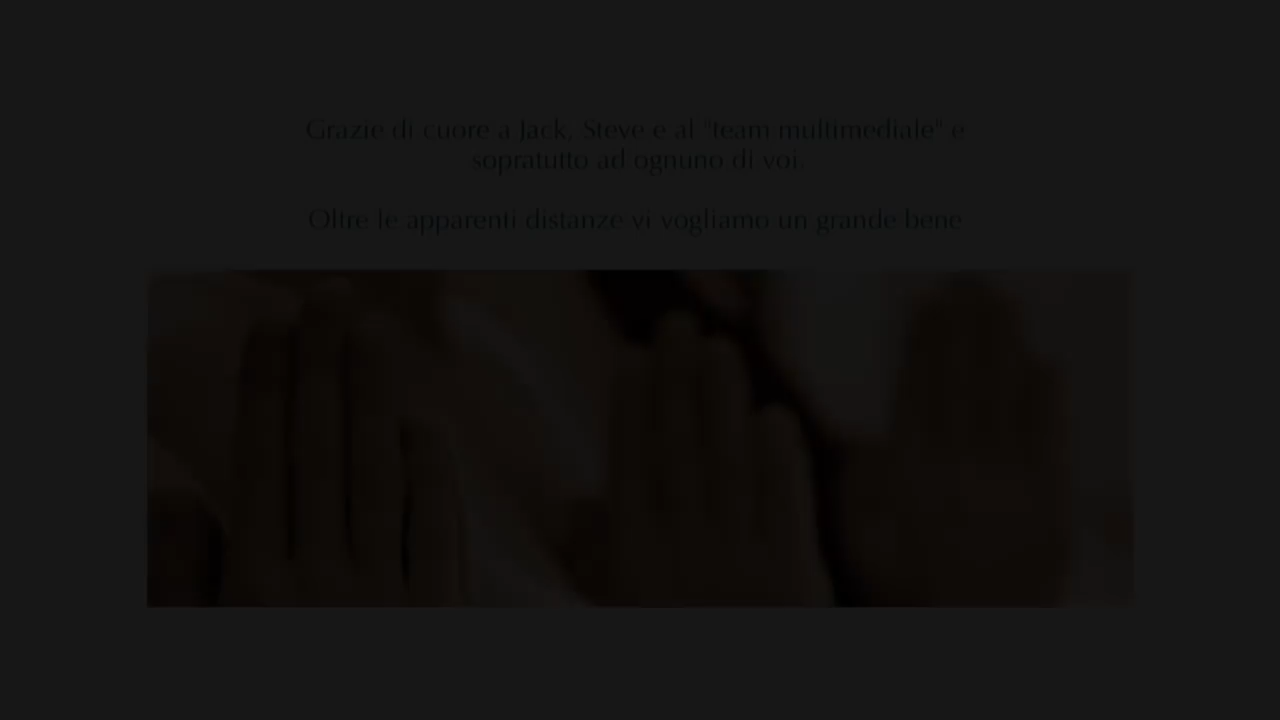 Grazie di cuore a Jack, Steve e al "team multimediale" e
sopratutto ad ognuno di voi.
Oltre le apparenti distanze vi vogliamo un grande bene